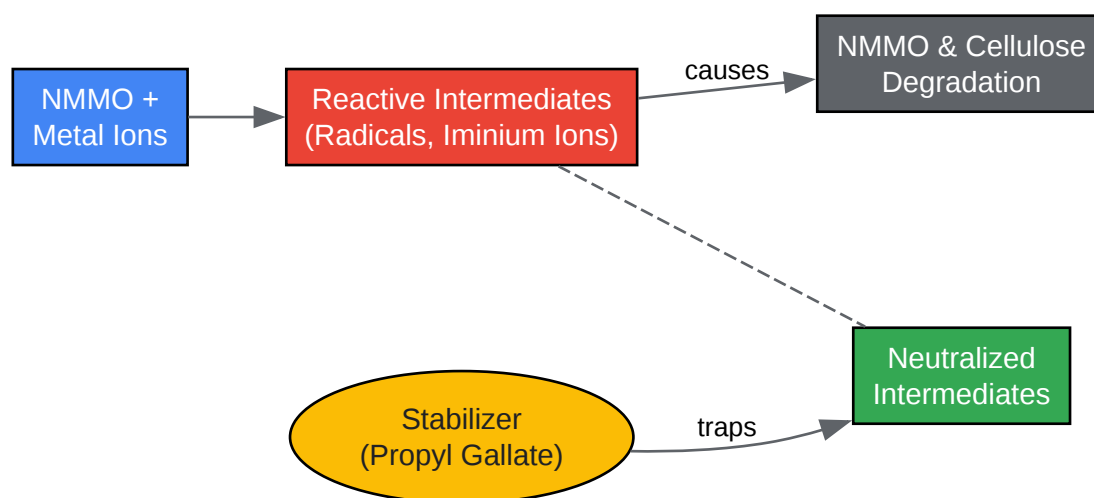 NMMO +
Metal Ions
Reactive Intermediates
(Radicals, Iminium Ions)
causes
NMMO & Cellulose
Degradation
Neutralized
Intermediates
Stabilizer
(Propyl Gallate)
traps